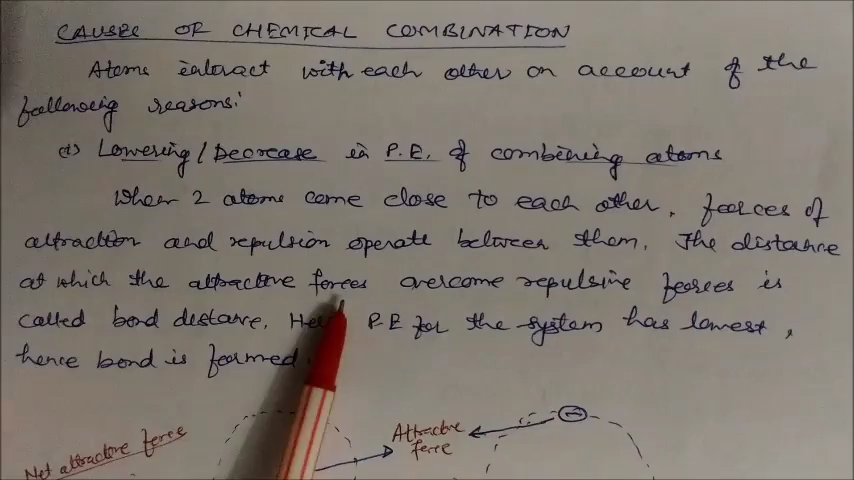 CAUSES OF CHEMICAL COMBINATION
Atoms interact with each other on account of the
following reasons:
(i) Lowering/Decrease in P.E. of combining atoms
When 2 atoms come close to each other, forces of
attraction and repulsion operate between them. The distance
at which the attractive forces overcome repulsive forces is
called bond distance. P.E for the system has lowest,
hence bond is formed.
Net attractive force
Attractive
force